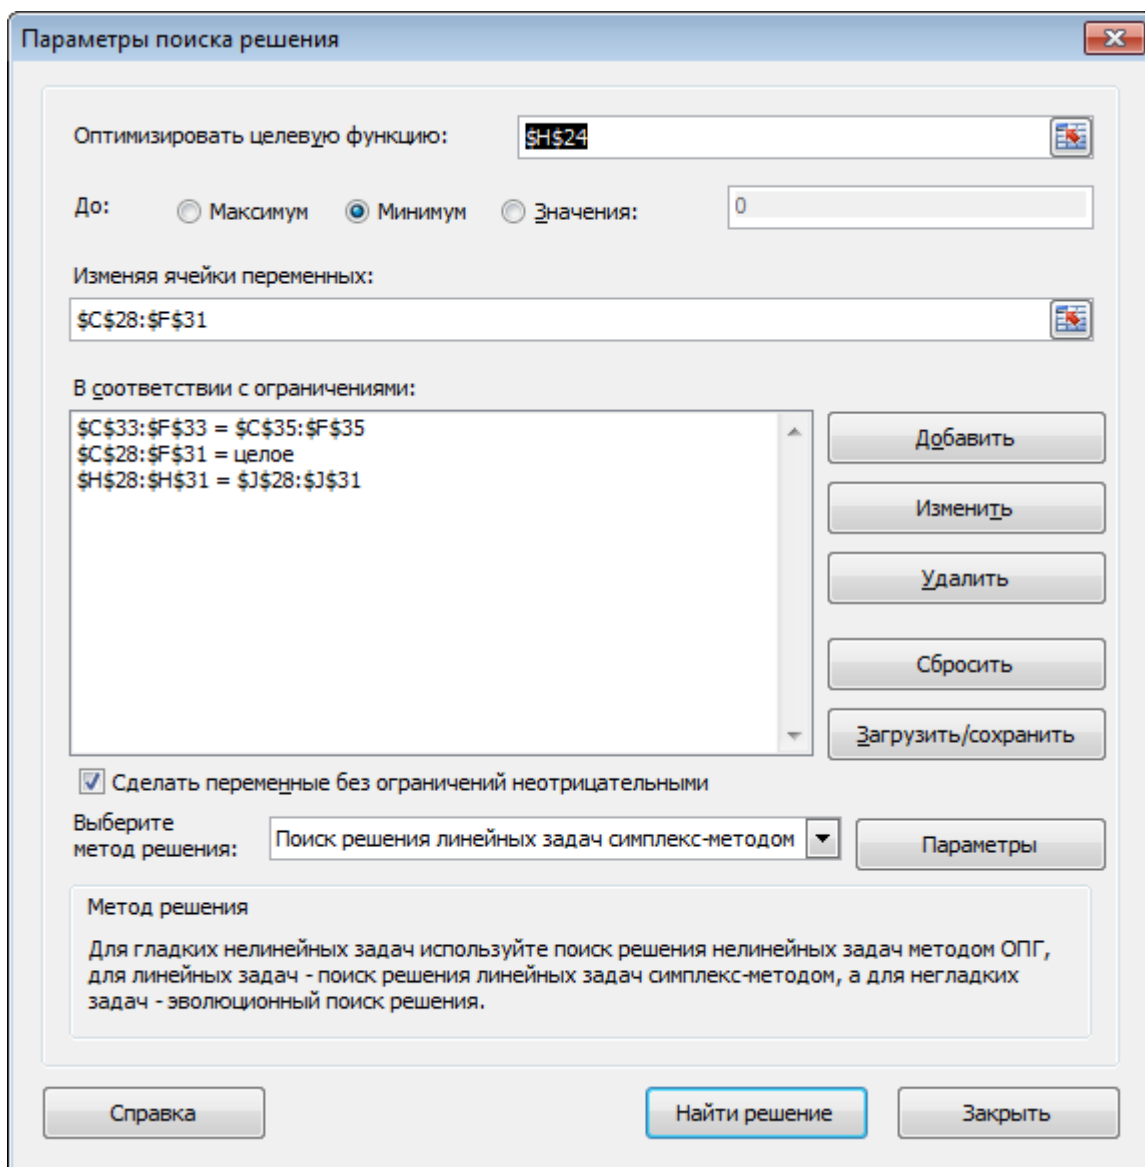 Параметры поиска решения
Оптимизировать целевую функцию: $H$24
До: Максимум Минимум Значения: 0
Изменяя ячейки переменных:
$C$28:$F$31
В соответствии с ограничениями:
$C$33:$F$33 = $C$35:$F$35
$C$28:$F$31 = целое
$H$28:$H$31 = $J$28:$J$31
Добавить
Изменить
Удалить
Сбросить
Загрузить/сохранить
Сделать переменные без ограничений неотрицательными
Выберите
метод решения:
Поиск решения линейных задач симплекс-методом
Параметры
Метод решения
Для гладких нелинейных задач используйте поиск решения нелинейных задач методом ОПГ,
для линейных задач - поиск решения линейных задач симплекс-методом, а для негладких
задач - эволюционный поиск решения.
Справка Найти решение Закрыть